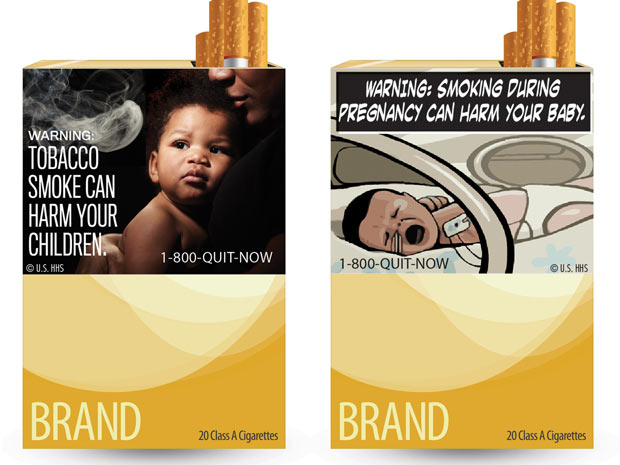 WARNING:
TOBACCO
SMOKE CAN
HARM YOUR
CHILDREN.
1-800-QUIT-NOW
© U.S. HHS
BRAND
20 Class A Cigarettes
WARNING: SMOKING DURING
PREGNANCY CAN HARM YOUR BABY.
1-800-QUIT-NOW
© U.S. HHS
BRAND
20 Class A Cigarettes